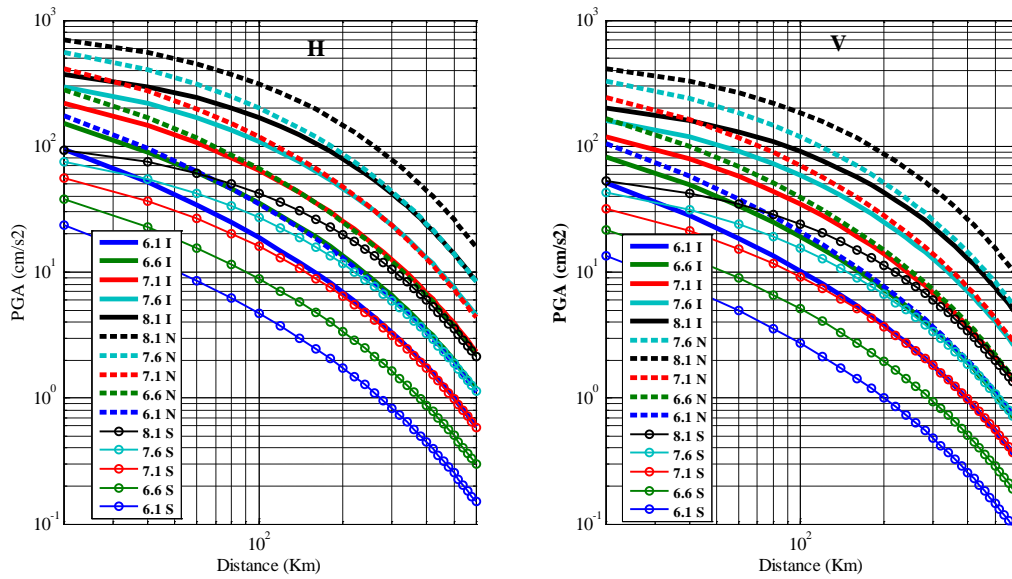 H
PGA (cm/s2)
10^3
10^2
10^1
10^0
10^-1
6.1 I
6.6 I
7.1 I
7.6 I
8.1 I
8.1 N
7.6 N
7.1 N
6.6 N
6.1 N
8.1 S
7.6 S
7.1 S
6.6 S
6.1 S
10^2
Distance (Km)
V
PGA (cm/s2)
10^3
10^2
10^1
10^0
10^-1
6.1 I
6.6 I
7.1 I
7.6 I
8.1 I
7.6 N
8.1 N
7.1 N
6.6 N
6.1 N
8.1 S
7.6 S
7.1 S
6.6 S
6.1 S
10^2
Distance (Km)